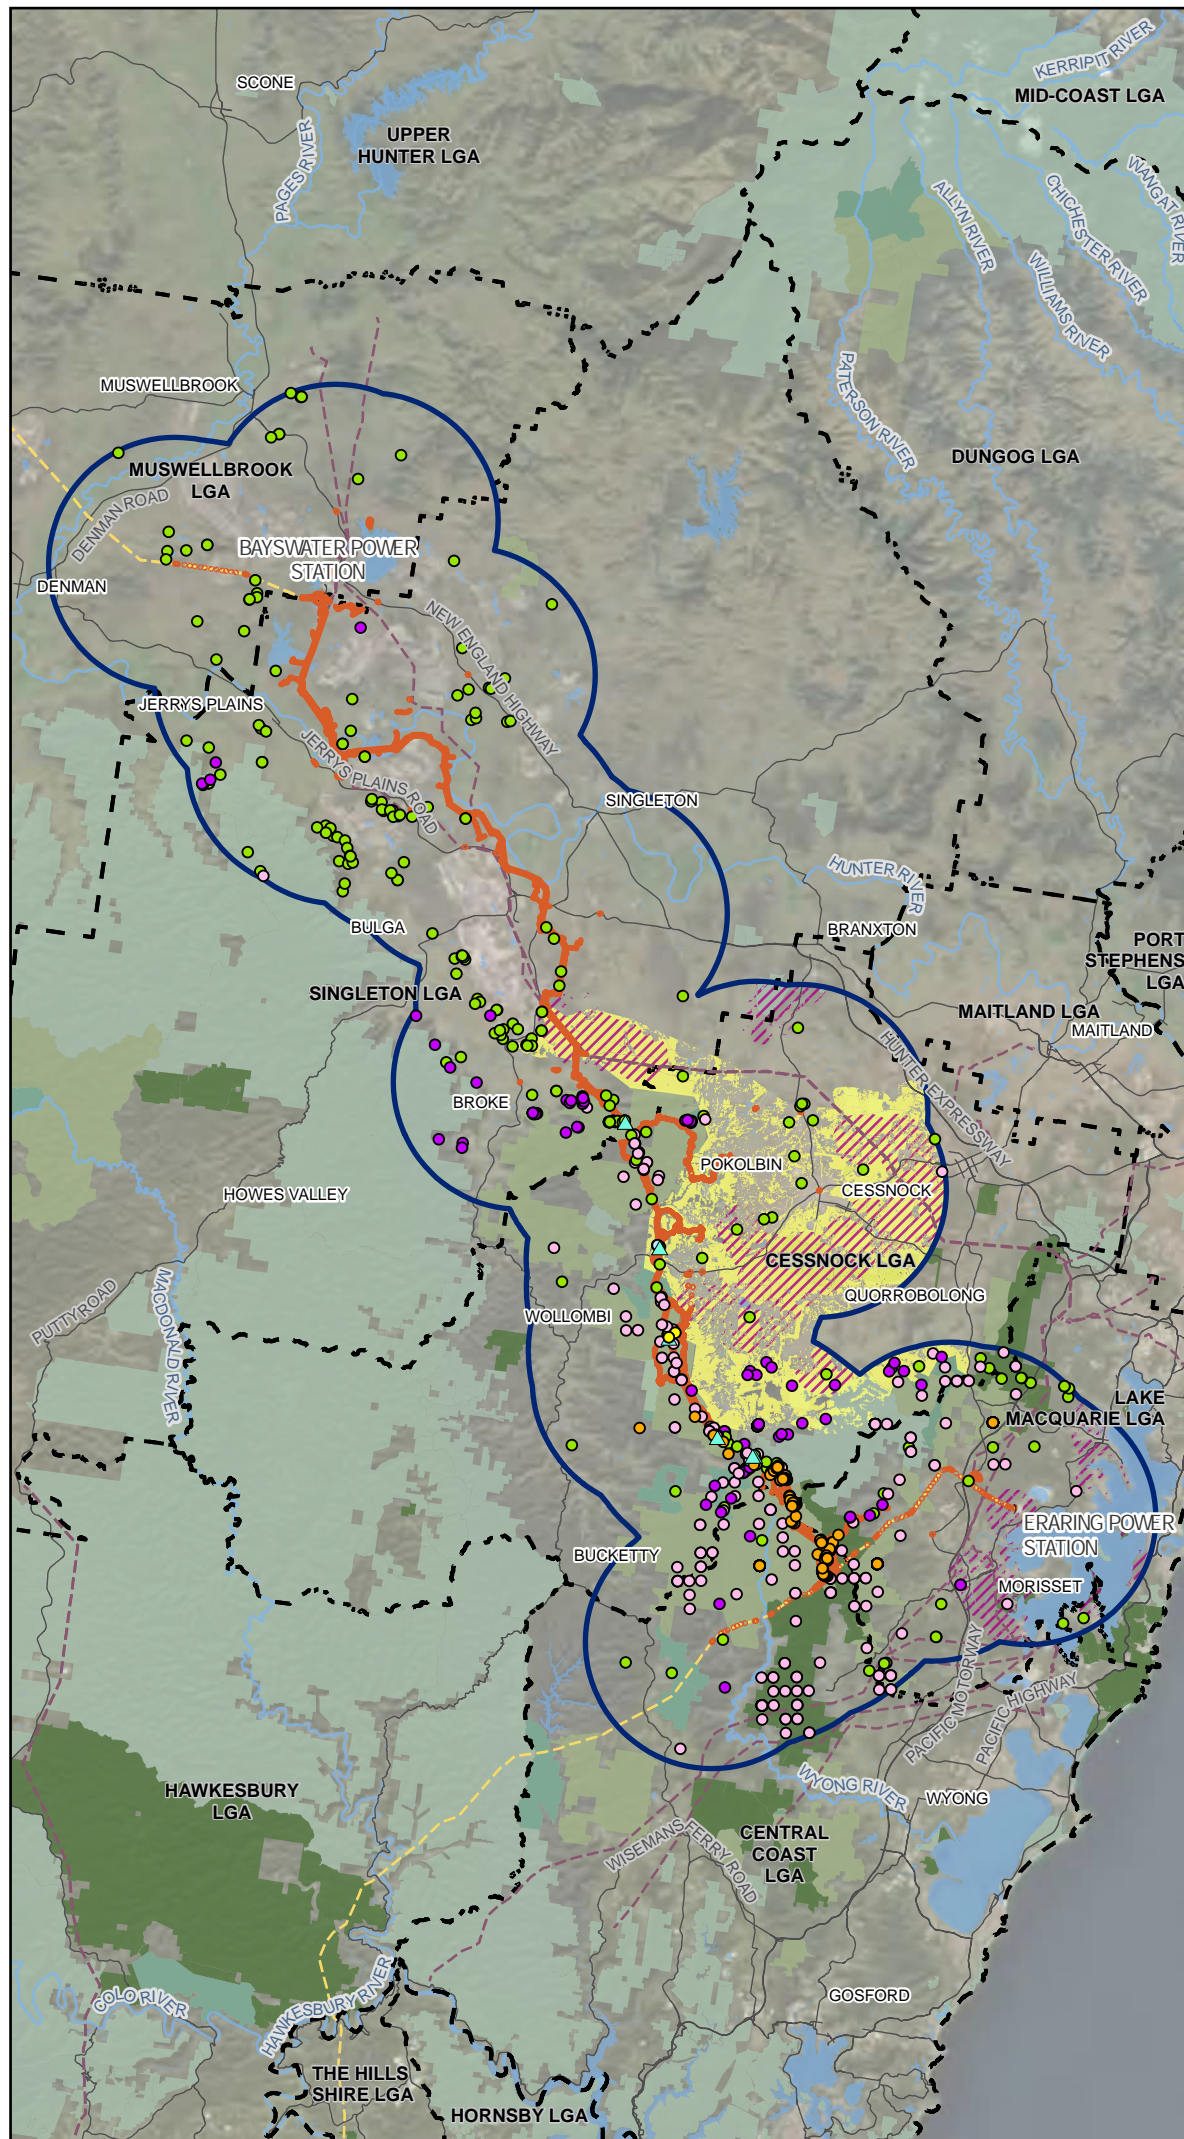 SCONE
KERRIPIT RIVER
MID-COAST LGA
UPPER
HUNTER LGA
PAGES RIVER
WANGAT RIVER
CHICHESTER RIVER
ALLYN RIVER
WILLIAMS RIVER
MUSWELLBROOK
PATERSON RIVER
DUNGOG LGA
MUSWELLBROOK
LGA
DENMAN ROAD
BAYSWATER POWER
STATION
DENMAN
NEW ENGLAND HIGHWAY
JERRYS PLAINS
JERRYS PLAINS ROAD
SINGLETON
HUNTER RIVER
BULGA
BRANXTON
PORT
STEPHENS
LGA
SINGLETON LGA
MAITLAND LGA
MAITLAND
HUNTER EXPRESSWAY
BROKE
POKOLBIN
HOWES VALLEY
CESSNOCK
CESSNOCK LGA
PUTTY ROAD
MACDONALD RIVER
QUORROBOLONG
WOLLOMBI
LAKE
MACQUARIE LGA
ERARING POWER
STATION
BUCKETTY
MORISSET
PACIFIC MOTORWAY
PACIFIC HIGHWAY
HAWKESBURY
LGA
WYONG RIVER
WYONG
CENTRAL
COAST
LGA
WISEMANS FERRY ROAD
COLO RIVER
HAWKESBURY RIVER
GOSFORD
THE HILLS
SHIRE LGA
HORNSBY LGA